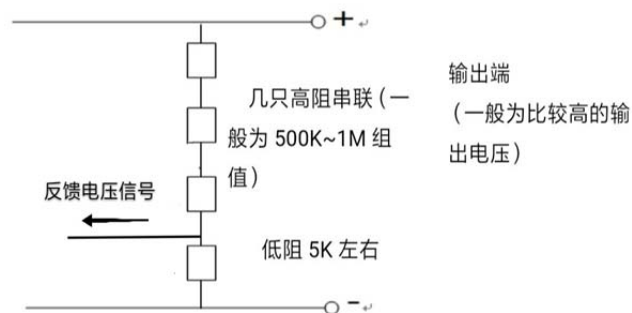 +
几只高阻串联（一
般为 500K~1M 组
值）
输出端
（一般为比较高的输
出电压）
反馈电压信号
低阻 5K 左右
-